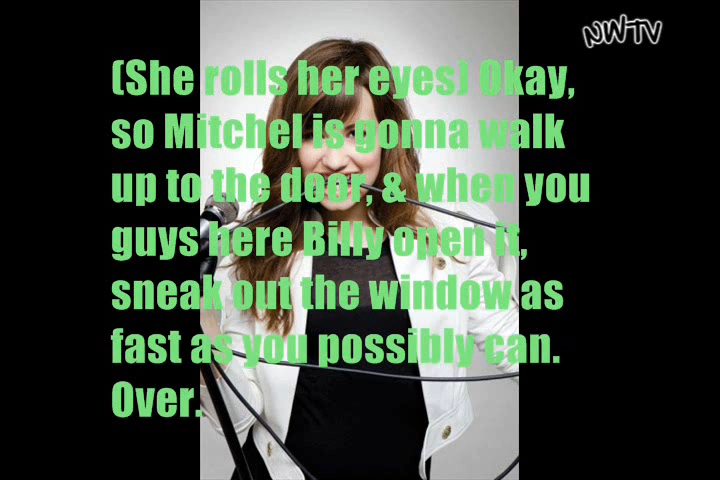 NWTV
(She rolls her eyes) Okay,
so Mitchel is gonna walk
up to the door, & when you
guys here Billy open it,
sneak out the window as
fast as you possibly can.
Over.